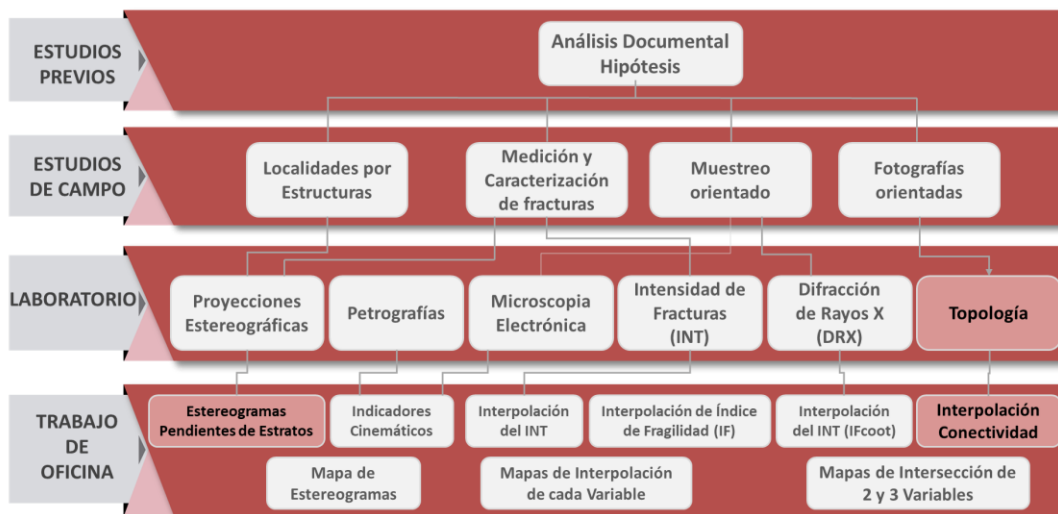 ESTUDIOS
PREVIOS
Análisis Documental
Hipótesis
ESTUDIOS
DE CAMPO
Localidades por
Estructuras
Medición y
Caracterización
de fracturas
Muestreo
orientado
Fotografías
orientadas
LABORATORIO
Proyecciones
Estereográficas
Petrografías
Microscopia
Electrónica
Intensidad de
Fracturas
(INT)
Difracción
de Rayos X
(DRX)
Topología
TRABAJO
DE
OFICINA
Estereogramas
Pendientes de Estratos
Indicadores
Cinemáticos
Interpolación
del INT
Interpolación de Índice
de Fragilidad (IF)
Interpolación
del INT (IFcoot)
Interpolación
Conectividad
Mapa de
Estereogramas
Mapas de Interpolación
de cada Variable
Mapas de Intersección de
2 y 3 Variables